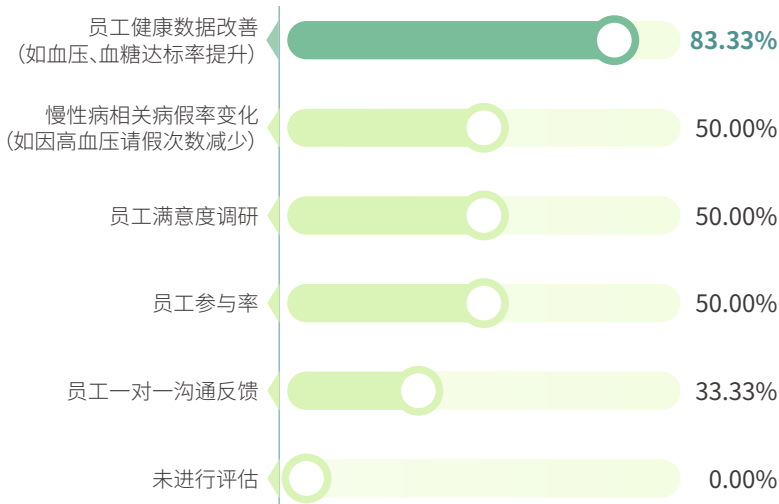 员工健康数据改善
（如血压、血糖达标率提升）
83.33%
慢性病相关病假率变化
（如因高血压请假次数减少）
50.00%
员工满意度调研
50.00%
员工参与率
50.00%
员工一对一沟通反馈
33.33%
未进行评估
0.00%